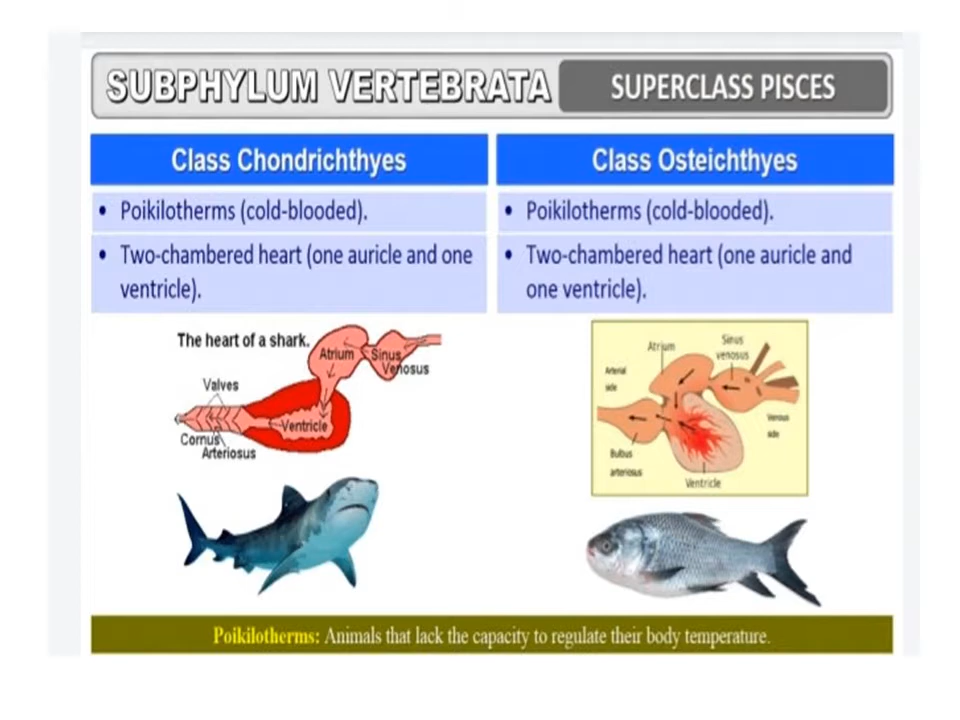 SUBPHYLUM VERTEBRATA
SUPERCLASS PISCES
Class Chondrichthyes
• Poikilotherms (cold-blooded).
• Two-chambered heart (one auricle and one
ventricle).
The heart of a shark.
Atrium
Sinus
Venosus
Valves
Ventricle
Cornus
Arteriosus
Class Osteichthyes
• Poikilotherms (cold-blooded).
• Two-chambered heart (one auricle and
one ventricle).
Atrium
Sinus
venosus
Arterial
side
Venous
side
Bulbus
arteriosus
Ventricle
Poikilotherms: Animals that lack the capacity to regulate their body temperature.